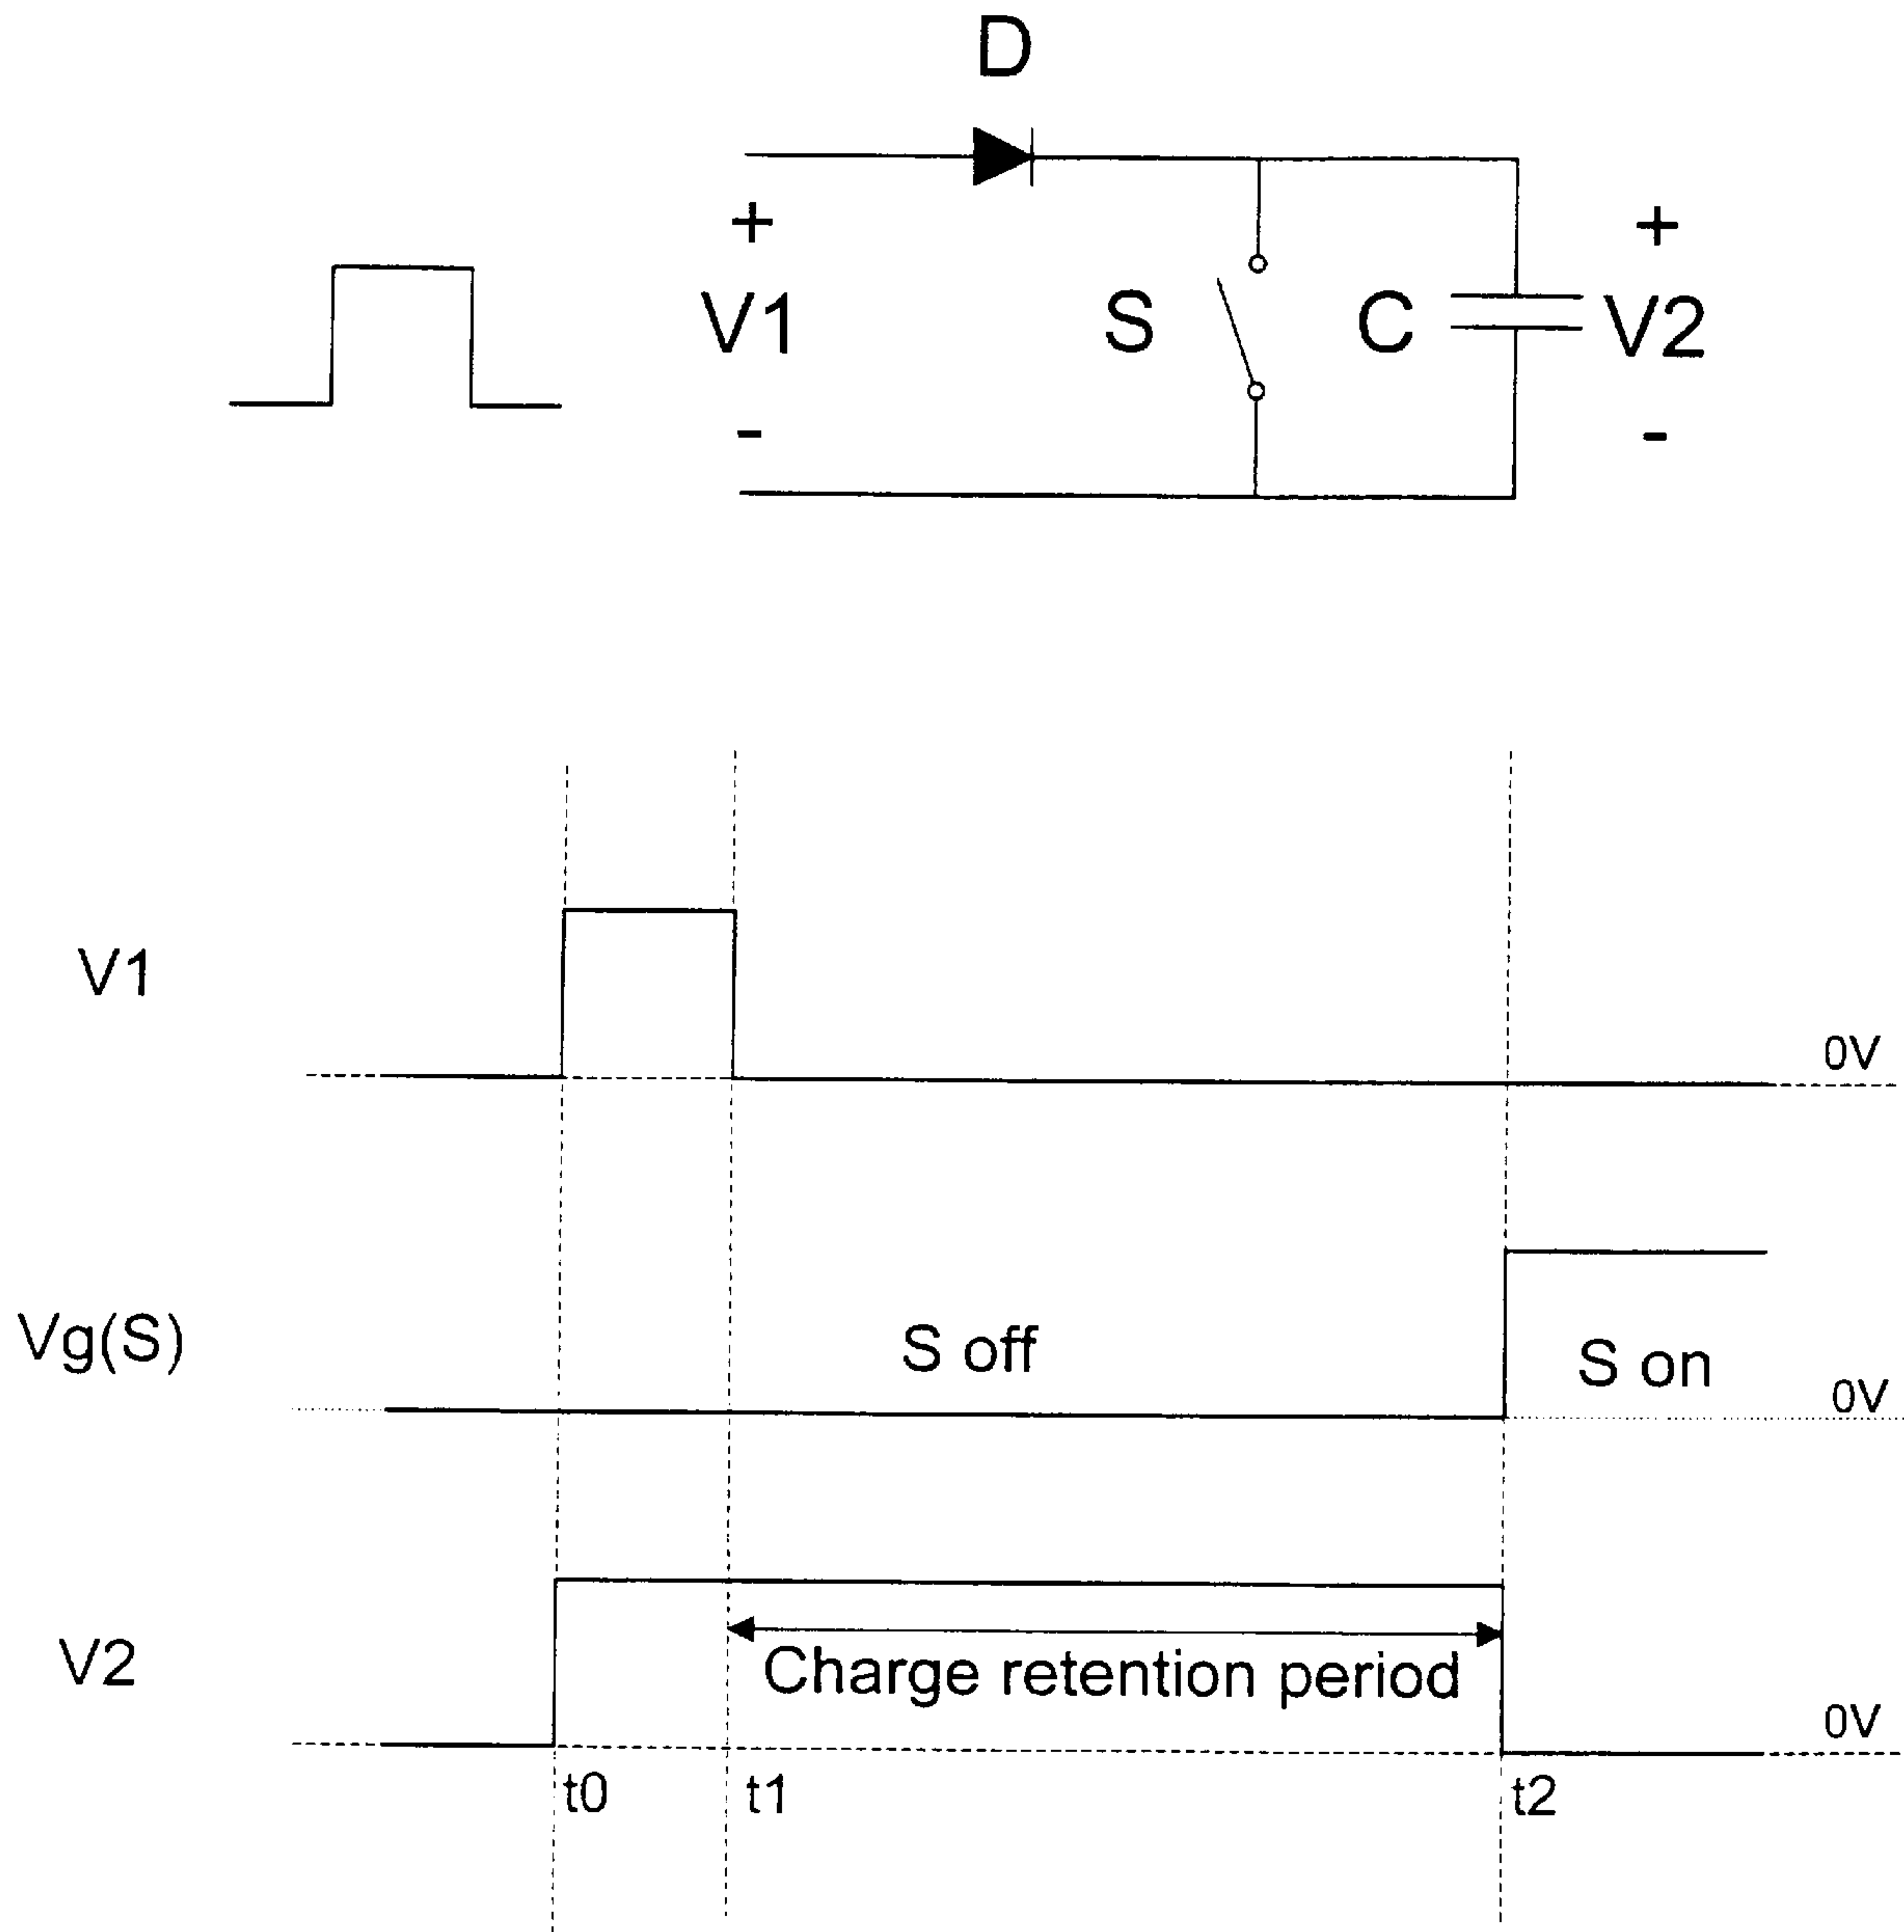 D
+
+
V1
S
C
V2
-
-
V1
0V
Vg(S)
S off
S on
0V
V2
Charge retention period
0V
t0
t1
t2